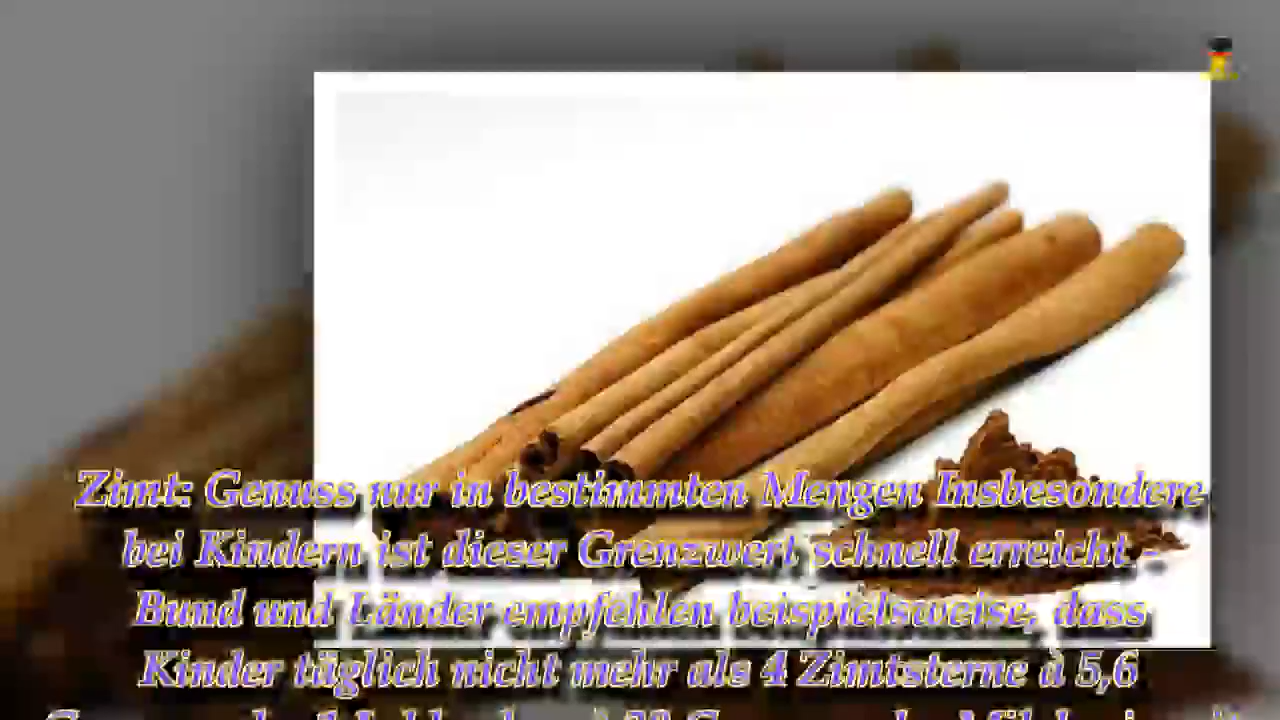 Zimt: Genuss nur in bestimmten Mengen Insbesondere
bei Kindern ist dieser Grenzwert schnell erreicht -
Bund und Länder empfehlen beispielsweise, dass
Kinder täglich nicht mehr als 4 Zimtsterne à 5,6